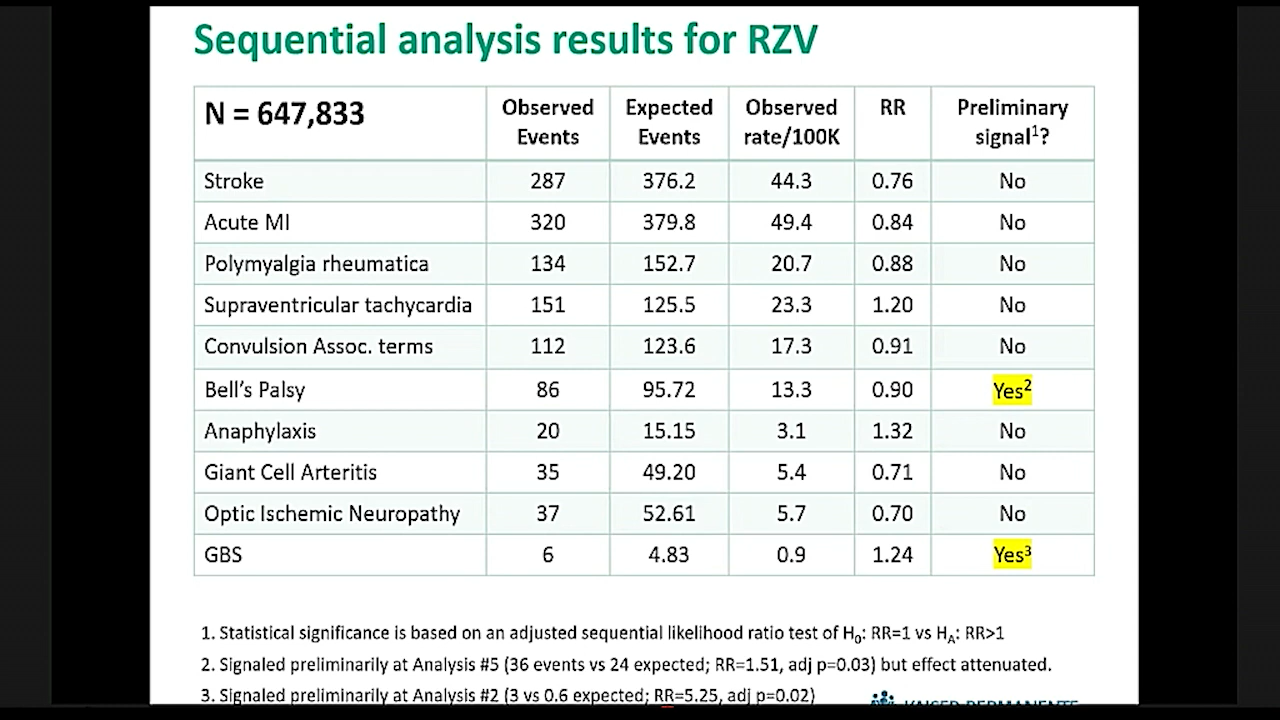 Sequential analysis results for RZV
N = 647,833 Observed Events Expected Events Observed rate/100K RR Preliminary signal¹?
Stroke 287 376.2 44.3 0.76 No
Acute MI 320 379.8 49.4 0.84 No
Polymyalgia rheumatica 134 152.7 20.7 0.88 No
Supraventricular tachycardia 151 125.5 23.3 1.20 No
Convulsion Assoc. terms 112 123.6 17.3 0.91 No
Bell's Palsy 86 95.72 13.3 0.90 Yes²
Anaphylaxis 20 15.15 3.1 1.32 No
Giant Cell Arteritis 35 49.20 5.4 0.71 No
Optic Ischemic Neuropathy 37 52.61 5.7 0.70 No
GBS 6 4.83 0.9 1.24 Yes³
1. Statistical significance is based on an adjusted sequential likelihood ratio test of H₀: RR=1 vs Hₐ: RR>1
2. Signaled preliminarily at Analysis #5 (36 events vs 24 expected; RR=1.51, adj p=0.03) but effect attenuated.
3. Signaled preliminarily at Analysis #2 (3 vs 0.6 expected; RR=5.25, adj p=0.02)
KAISER PERMANENTE